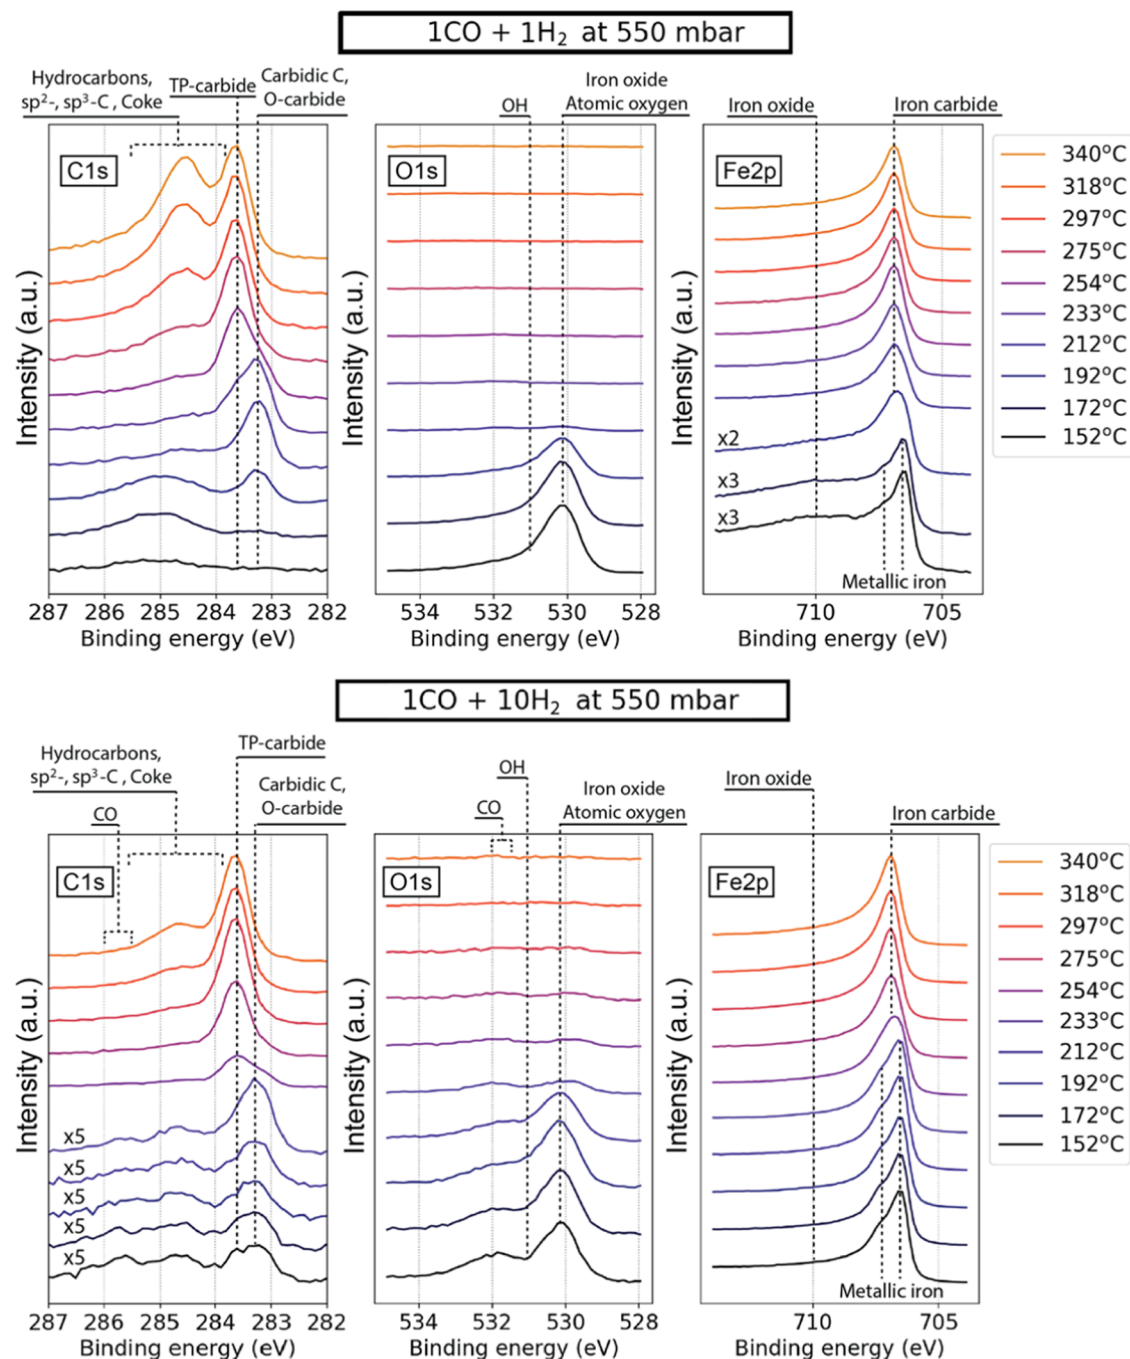 1CO + 1H₂ at 550 mbar
Hydrocarbons,
sp²-, sp³-C , Coke
TP-carbide
Carbidic C,
O-carbide
OH
Iron oxide
Atomic oxygen
Iron oxide
Iron carbide
C1s
O1s
Fe2p
x2
x3
x3
Metallic iron
340°C
318°C
297°C
275°C
254°C
233°C
212°C
192°C
172°C
152°C
Intensity (a.u.)
Intensity (a.u.)
Intensity (a.u.)
287 286 285 284 283 282
534 532 530 528
710 705
Binding energy (eV)
Binding energy (eV)
Binding energy (eV)
1CO + 10H₂ at 550 mbar
Hydrocarbons,
sp²-, sp³-C , Coke
CO
TP-carbide
Carbidic C,
O-carbide
OH
CO
Iron oxide
Atomic oxygen
Iron oxide
Iron carbide
C1s
O1s
Fe2p
x5
x5
x5
x5
x5
Metallic iron
340°C
318°C
297°C
275°C
254°C
233°C
212°C
192°C
172°C
152°C
Intensity (a.u.)
Intensity (a.u.)
Intensity (a.u.)
287 286 285 284 283 282
534 532 530 528
710 705
Binding energy (eV)
Binding energy (eV)
Binding energy (eV)